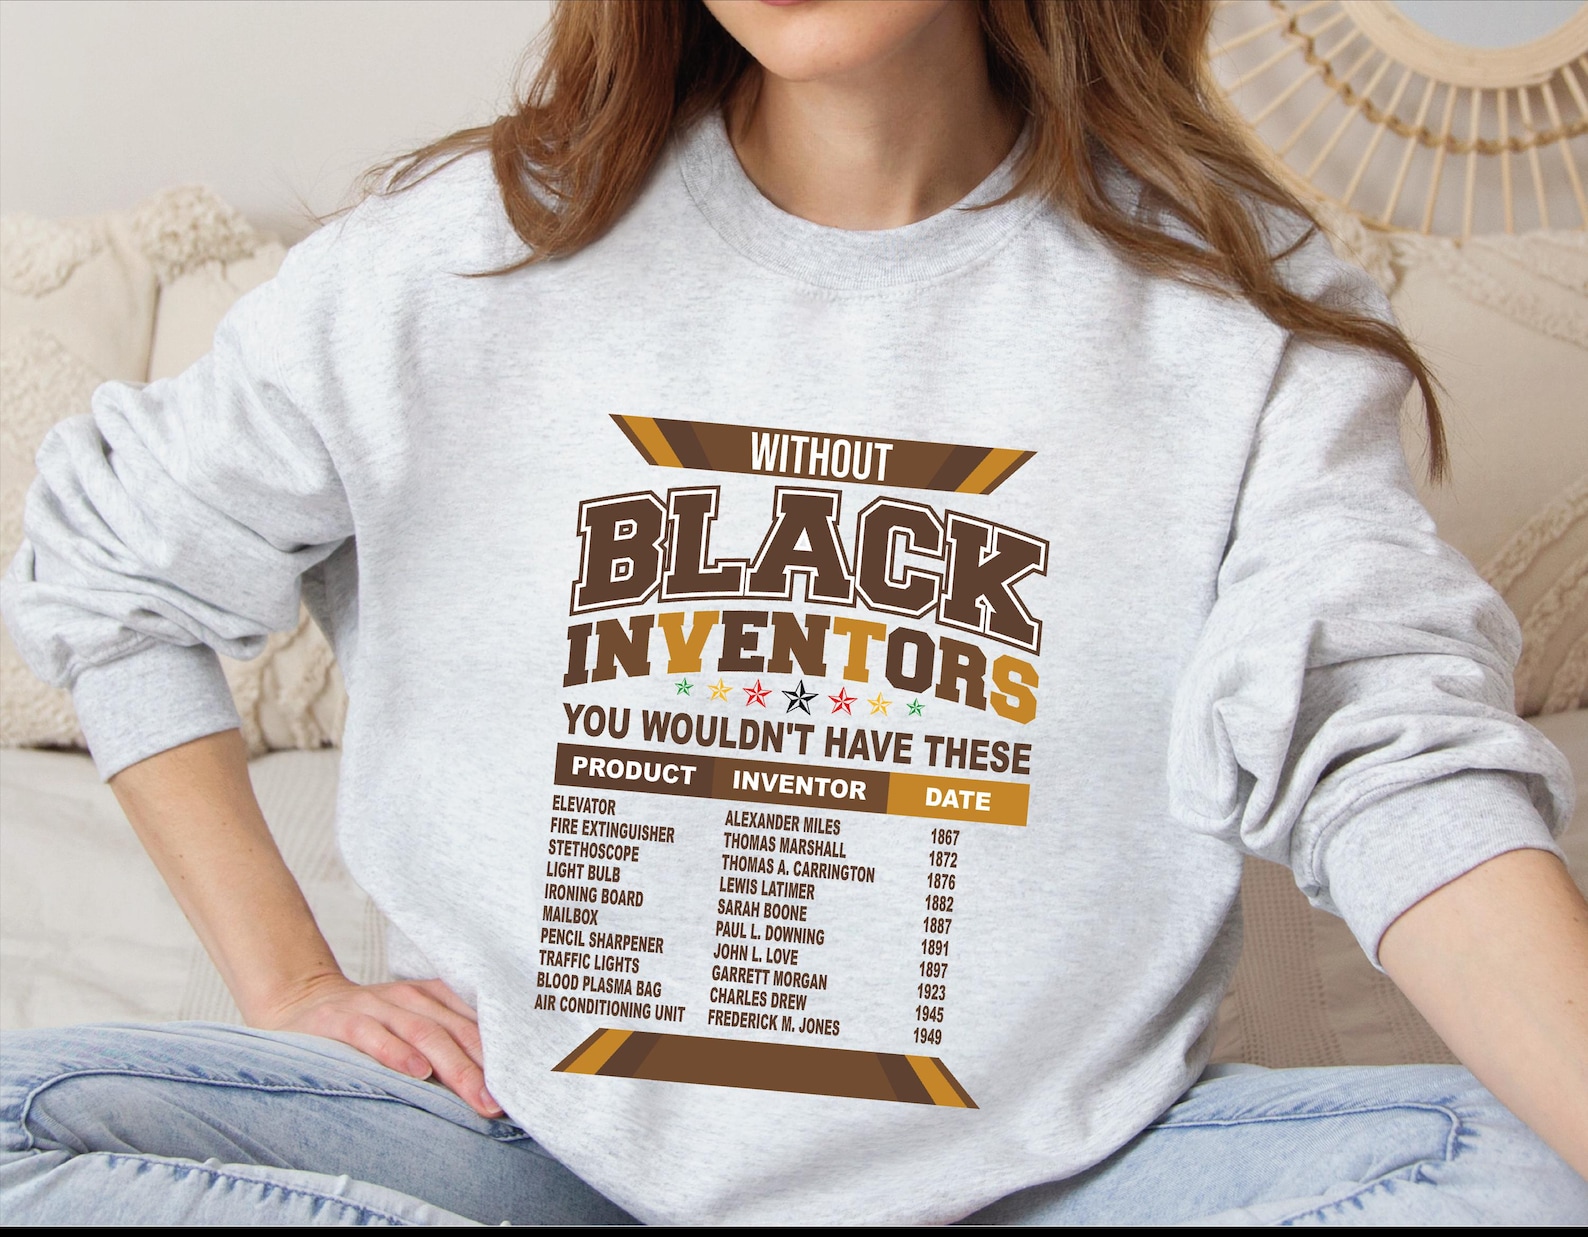 WITHOUT
BLACK
INVENTORS
YOU WOULDN'T HAVE THESE
PRODUCT INVENTOR DATE
ELEVATOR ALEXANDER MILES 1867
FIRE EXTINGUISHER THOMAS MARSHALL 1872
STETHOSCOPE THOMAS A. CARRINGTON 1876
LIGHT BULB LEWIS LATIMER 1882
IRONING BOARD SARAH BOONE 1887
MAILBOX PAUL L. DOWNING 1891
PENCIL SHARPENER JOHN L. LOVE 1897
TRAFFIC LIGHTS GARRETT MORGAN 1923
BLOOD PLASMA BAG CHARLES DREW 1945
AIR CONDITIONING UNIT FREDERICK M. JONES 1949